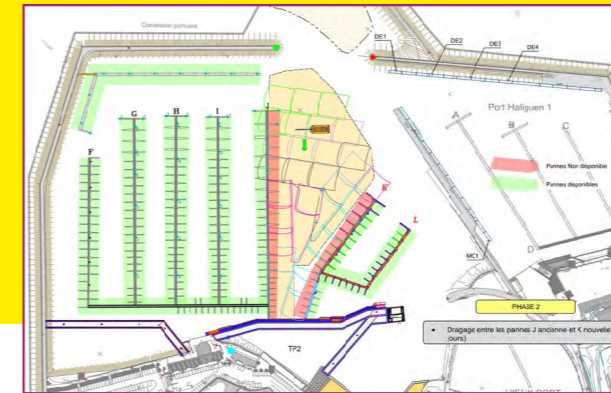 Concession portuaire
DE1
DE2
DE3
DE4
Port Haliguen 1
A
B
C
G
H
I
J
F
K
L
Pannes Non disponible
Pannes disponibles
MC1
D
PHASE 2
TP2
• Dragage entre les pannes J ancienne et K nouvelle
ours)
VIEUX PORT